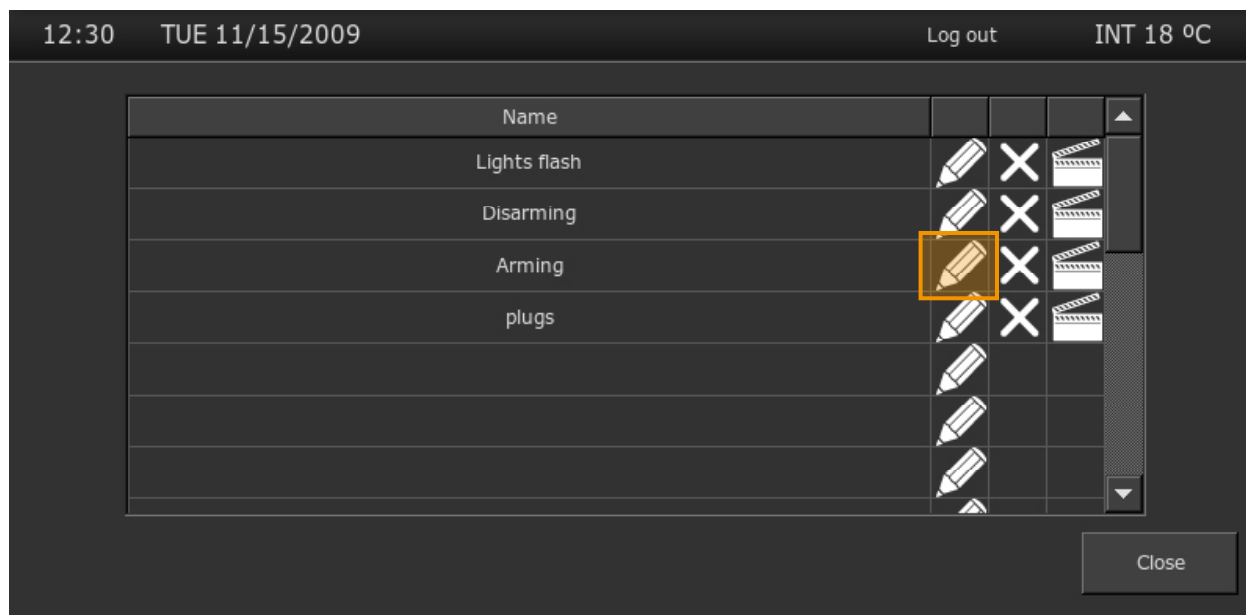 12:30 TUE 11/15/2009 Log out INT 18 ºC
Name
Lights flash
Disarming
Arming
plugs
Close